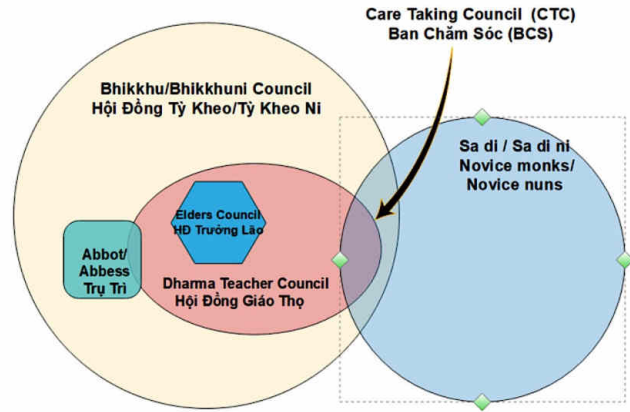 Care Taking Council (CTC)
Ban Chăm Sóc (BCS)
Bhikkhu/Bhikkhuni Council
Hội Đồng Tỳ Kheo/Tỳ Kheo Ni
Sa di / Sa di ni
Novice monks/
Novice nuns
Elders Council
HĐ Trưởng Lão
Abbot/
Abbess
Trụ Trì
Dharma Teacher Council
Hội Đồng Giáo Thọ